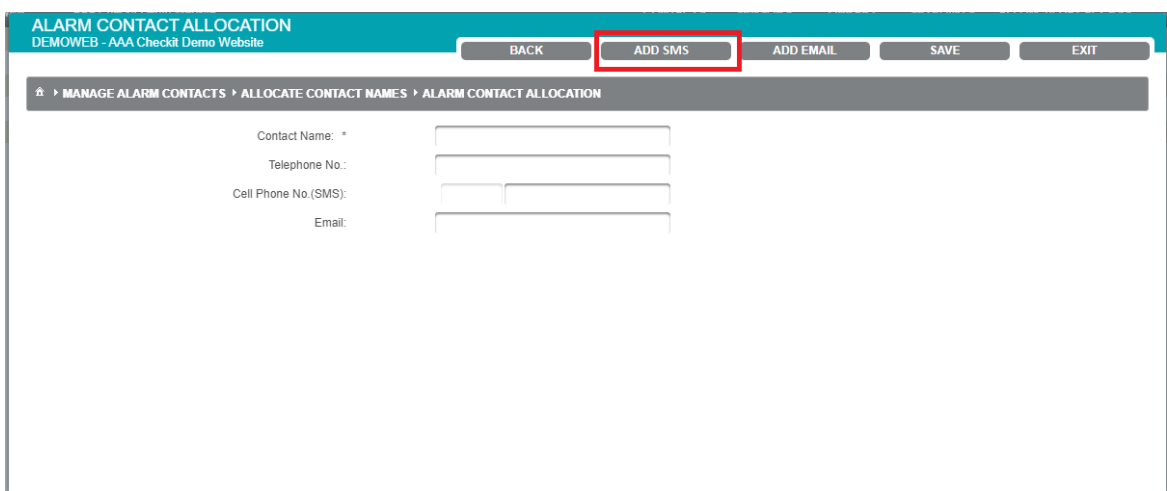 ALARM CONTACT ALLOCATION
DEMOWEB - AAA Checkit Demo Website
BACK ADD SMS ADD EMAIL SAVE EXIT
MANAGE ALARM CONTACTS ALLOCATE CONTACT NAMES ALARM CONTACT ALLOCATION
Contact Name: *
Telephone No.:
Cell Phone No.(SMS):
Email: